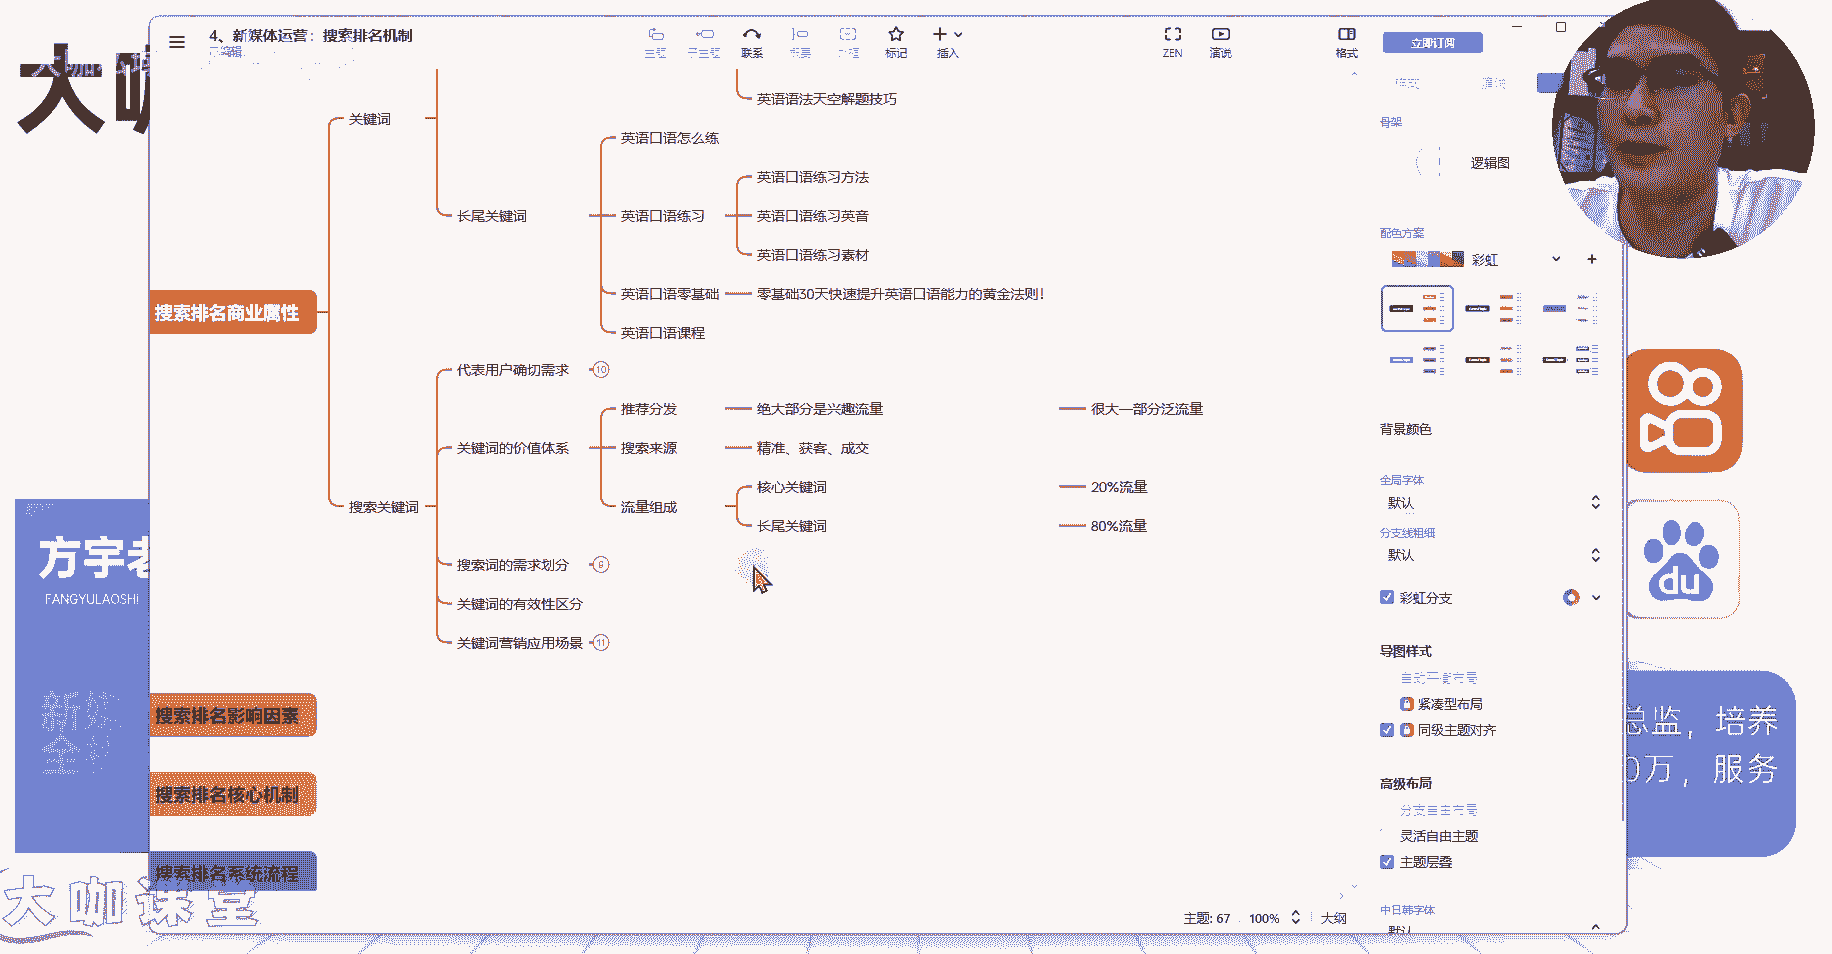 4、新媒体运营：搜索排名机制
已编辑
主题
子主题
联系
概要
外框
标记
插入
ZEN
演说
格式
立即订阅
大咖
骨架
逻辑图
配色方案
彩虹
背景颜色
全局字体
默认
分支线粗细
默认
彩虹分支
导图样式
自动平衡布局
紧凑型布局
同级主题对齐
高级布局
分支自由布局
灵活自由主题
主题层叠
中日韩字体
默认
关键词
英语语法天空解题技巧
长尾关键词
英语口语怎么练
英语口语练习
英语口语练习方法
英语口语练习英音
英语口语练习素材
英语口语零基础
零基础30天快速提升英语口语能力的黄金法则！
英语口语课程
搜索排名商业属性
搜索关键词
代表用户确切需求
10
关键词的价值体系
推荐分发
绝大部分是兴趣流量
很大一部分泛流量
搜索来源
精准、获客、成交
流量组成
核心关键词
20%流量
长尾关键词
80%流量
搜索词的需求划分
9
关键词的有效性区分
关键词营销应用场景
11
搜索排名影响因素
搜索排名核心机制
搜索排名系统流程
主题: 67
100%
大纲
方宇老
FANGYULAOSHI
新媒
全
大咖课堂
du
总监，培养
0万，服务